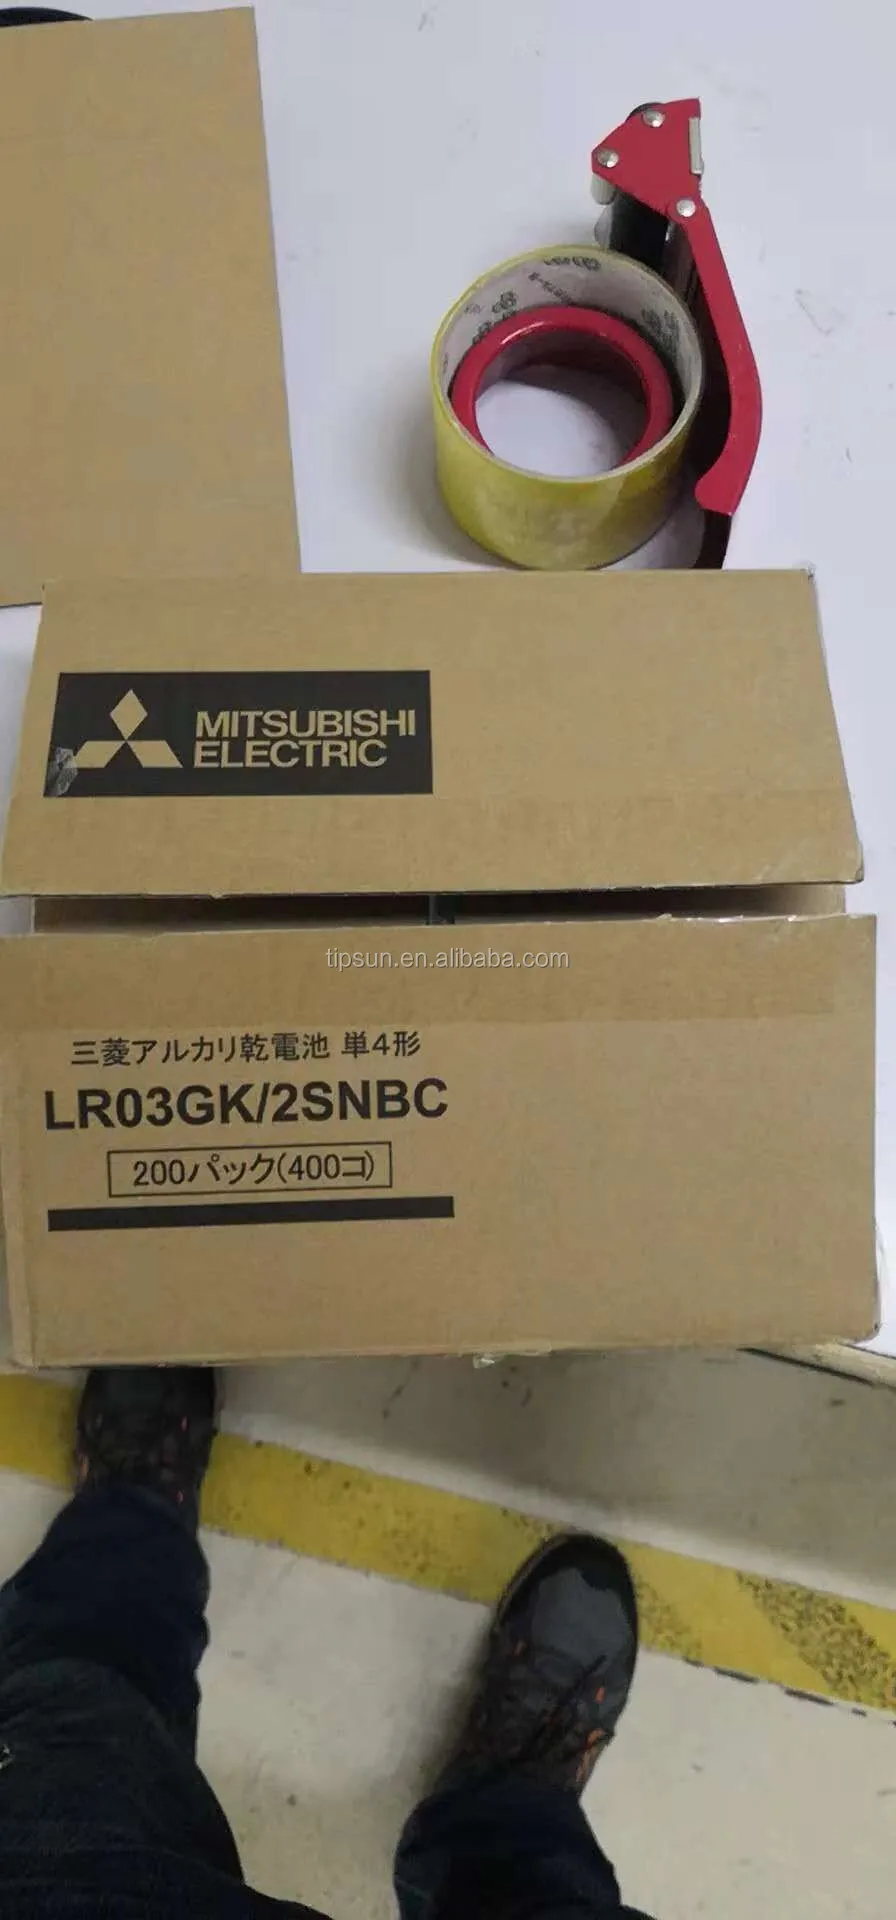 MITSUBISHI
ELECTRIC
tipsun.en.alibaba.com
三菱アルカリ乾電池 単4形
LR03GK/2SNBC
200パック(400コ)